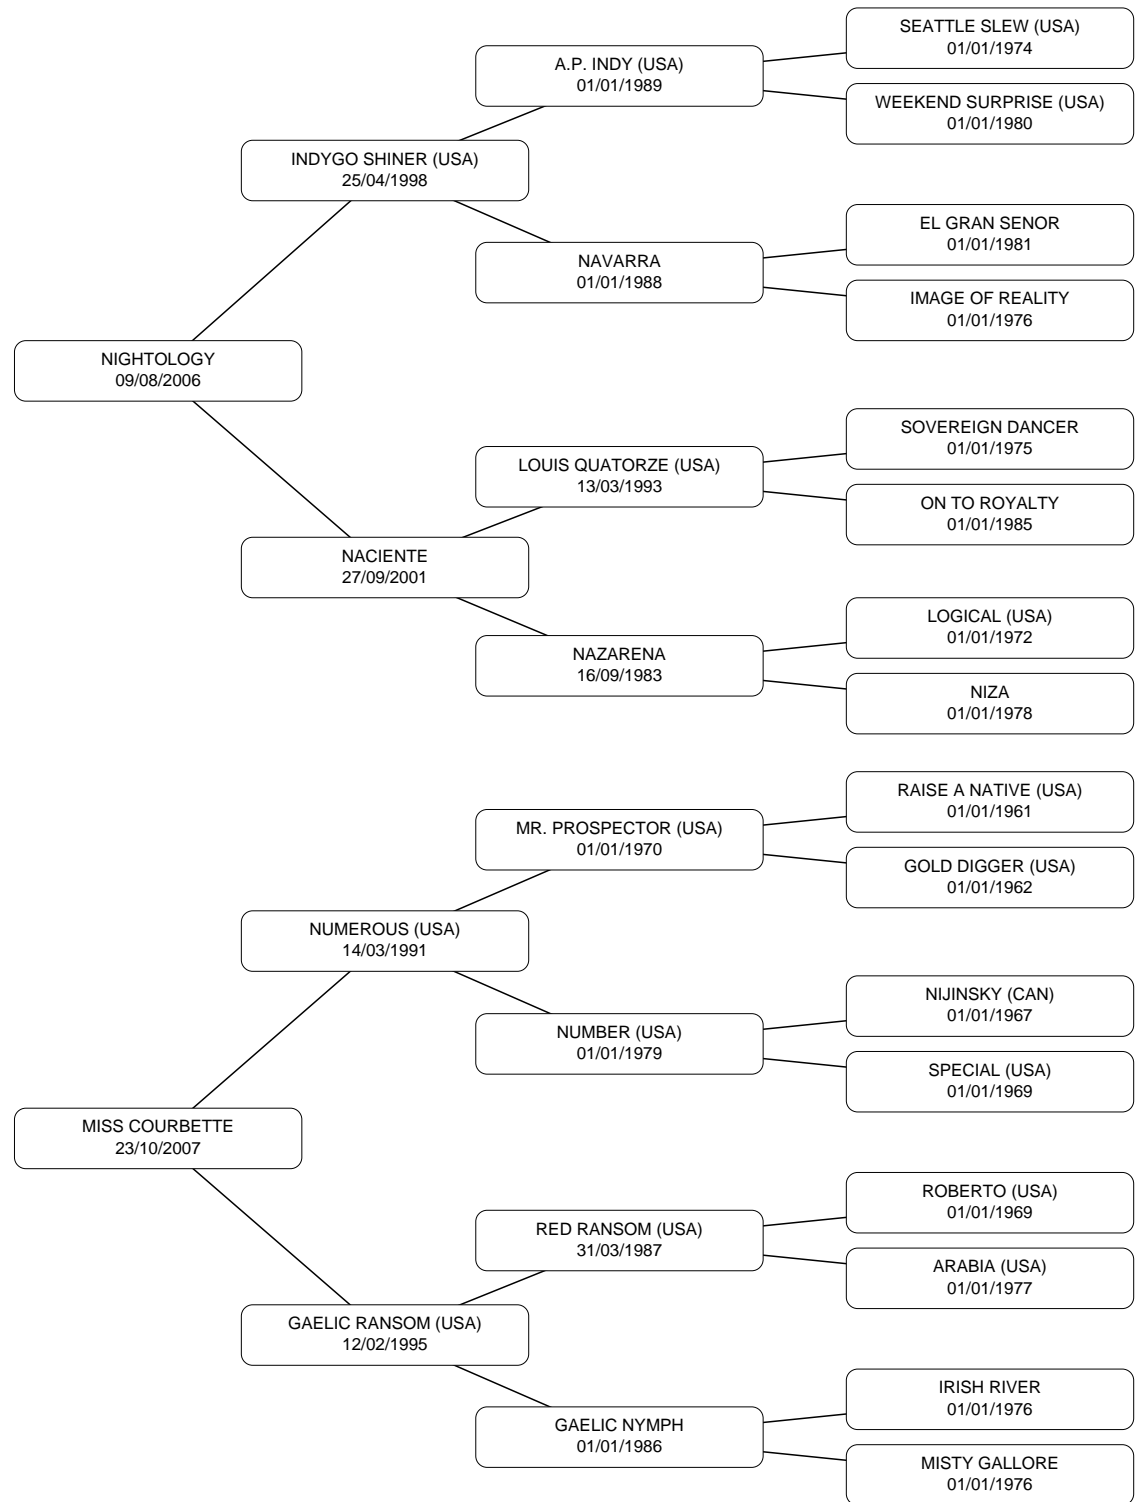 SEATTLE SLEW (USA)
01/01/1974
A.P. INDY (USA)
01/01/1989
WEEKEND SURPRISE (USA)
01/01/1980
INDYGO SHINER (USA)
25/04/1998
EL GRAN SENOR
01/01/1981
NAVARRA
01/01/1988
IMAGE OF REALITY
01/01/1976
NIGHTOLOGY
09/08/2006
SOVEREIGN DANCER
01/01/1975
LOUIS QUATORZE (USA)
13/03/1993
ON TO ROYALTY
01/01/1985
NACIENTE
27/09/2001
LOGICAL (USA)
01/01/1972
NAZARENA
16/09/1983
NIZA
01/01/1978
RAISE A NATIVE (USA)
01/01/1961
MR. PROSPECTOR (USA)
01/01/1970
GOLD DIGGER (USA)
01/01/1962
NUMEROUS (USA)
14/03/1991
NIJINSKY (CAN)
01/01/1967
NUMBER (USA)
01/01/1979
SPECIAL (USA)
01/01/1969
MISS COURBETTE
23/10/2007
ROBERTO (USA)
01/01/1969
RED RANSOM (USA)
31/03/1987
ARABIA (USA)
01/01/1977
GAELIC RANSOM (USA)
12/02/1995
IRISH RIVER
01/01/1976
GAELIC NYMPH
01/01/1986
MISTY GALLORE
01/01/1976